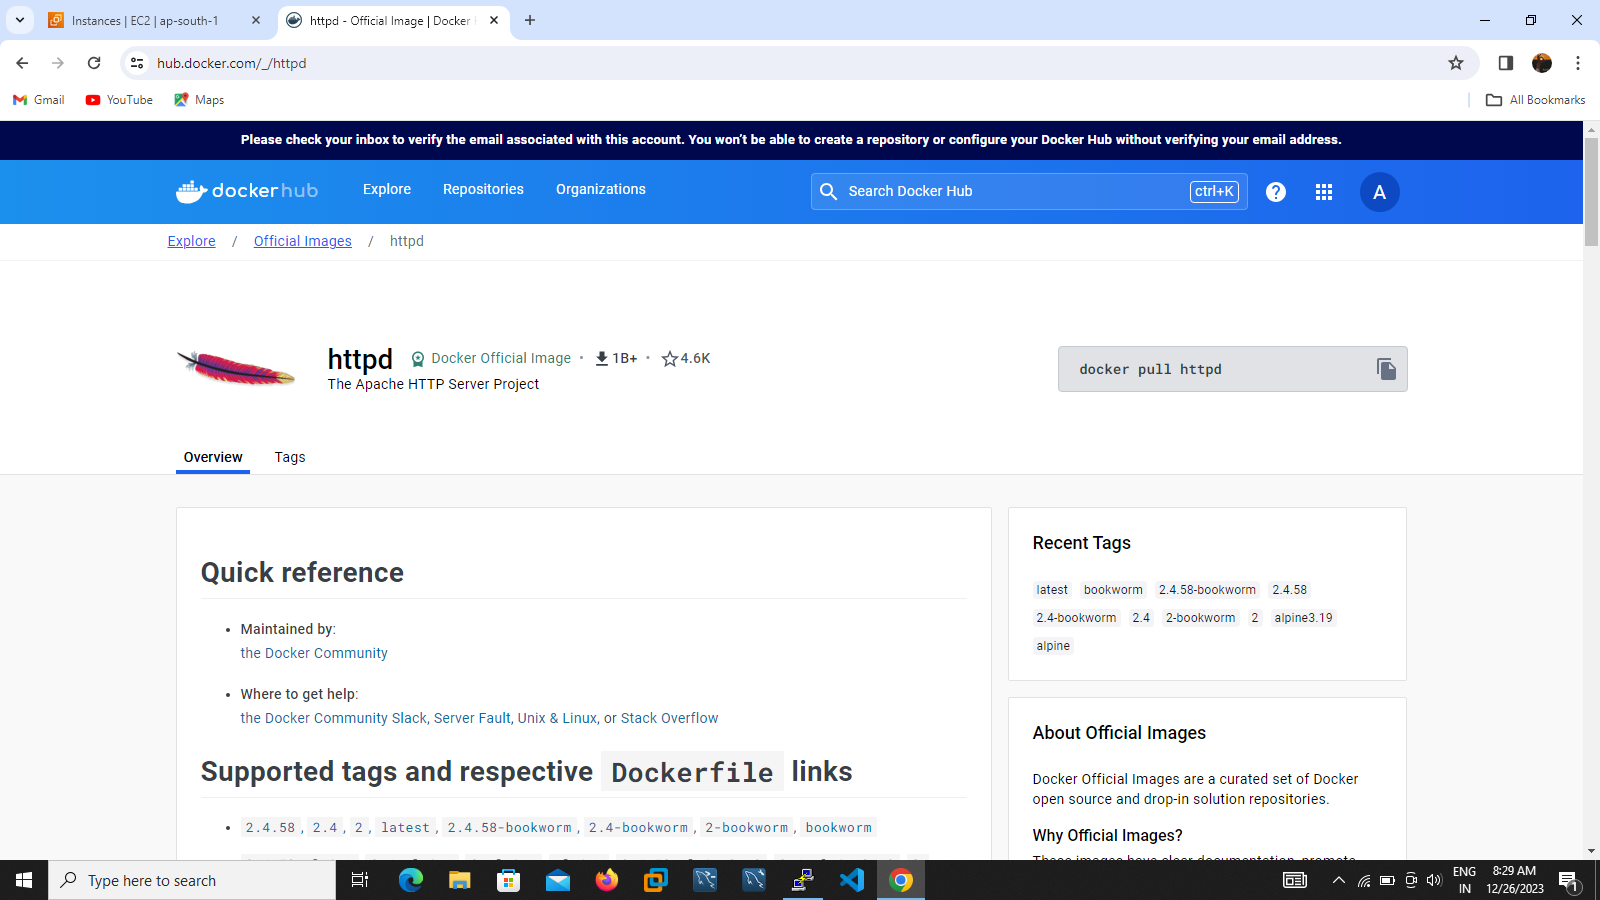 Instances | EC2 | ap-south-1
httpd - Official Image | Docker
hub.docker.com/_/httpd
Gmail
YouTube
Maps
All Bookmarks
Please check your inbox to verify the email associated with this account. You won't be able to create a repository or configure your Docker Hub without verifying your email address.
dockerhub
Explore
Repositories
Organizations
Search Docker Hub
ctrl+K
?
A
Explore / Official Images / httpd
httpd
Docker Official Image • 1B+ • 4.6K
The Apache HTTP Server Project
docker pull httpd
Overview
Tags
Quick reference
• Maintained by:
the Docker Community
• Where to get help:
the Docker Community Slack, Server Fault, Unix & Linux, or Stack Overflow
Supported tags and respective Dockerfile links
• 2.4.58, 2.4, 2, latest, 2.4.58-bookworm, 2.4-bookworm, 2-bookworm, bookworm
Recent Tags
latest bookworm 2.4.58-bookworm 2.4.58
2.4-bookworm 2.4 2-bookworm 2 alpine3.19
alpine
About Official Images
Docker Official Images are a curated set of Docker
open source and drop-in solution repositories.
Why Official Images?
These images have clear documentation, promote
Type here to search
ENG
IN
8:29 AM
12/26/2023
1